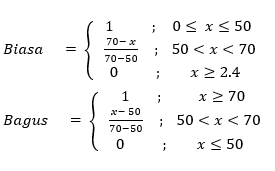 Biasa = { 1 ; 0 ≤ x ≤ 50
70− x / 70−50 ; 50 < x < 70
0 ; x ≥ 2.4
Bagus = { 1 ; x ≥ 70
x − 50 / 70−50 ; 50 < x < 70
0 ; x ≤ 50